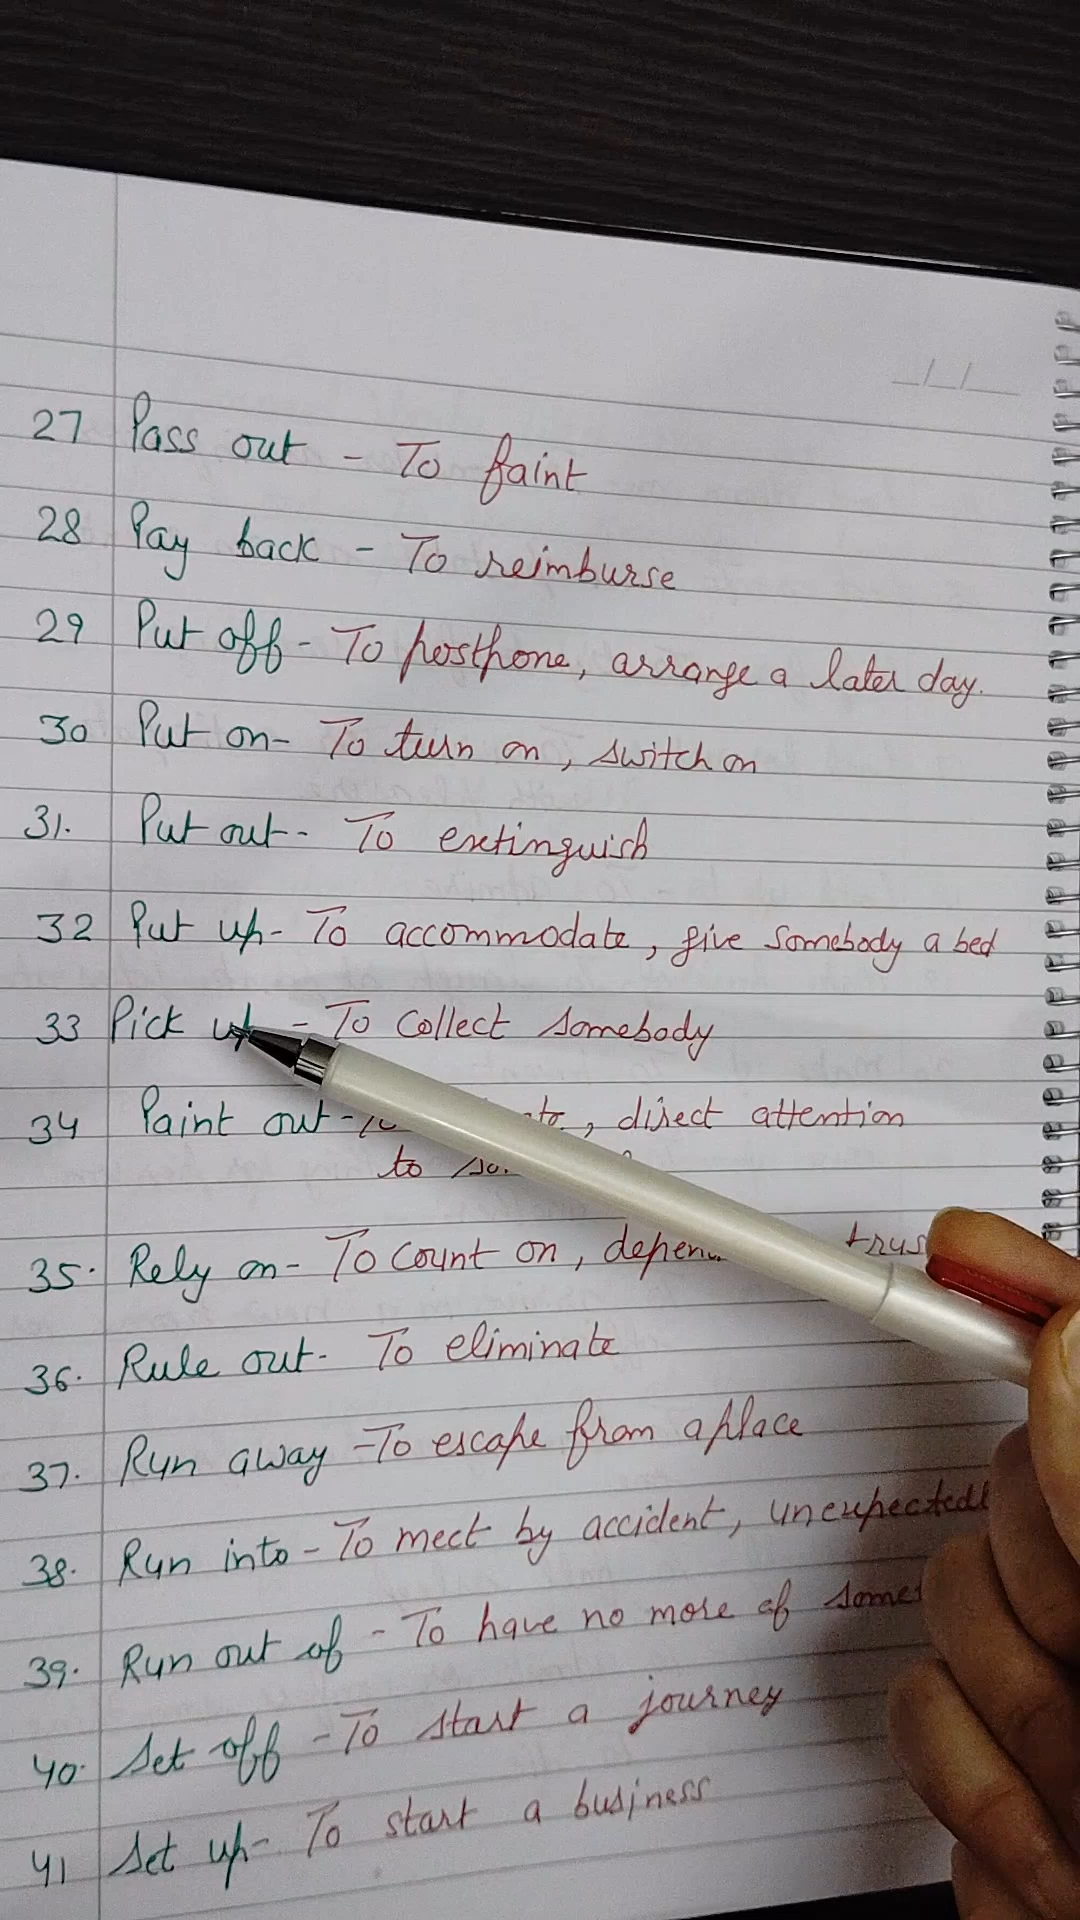 27 Pass out - To faint
28 Pay back - To reimburse
29 Put off - To postpone, arrange a later day.
30 Put on - To turn on, switch on
31. Put out - To extinguish
32 Put up - To accommodate, give somebody a bed
33 Pick up - To collect somebody
34 Paint out - , direct attention
to
35. Rely on - To count on,
36. Rule out - To eliminate
37. Run away - To escape from a place
38. Run into - To meet by accident,
39. Run out of - To have no more of
40. Set off - To start a journey
41 Set up - To start a business